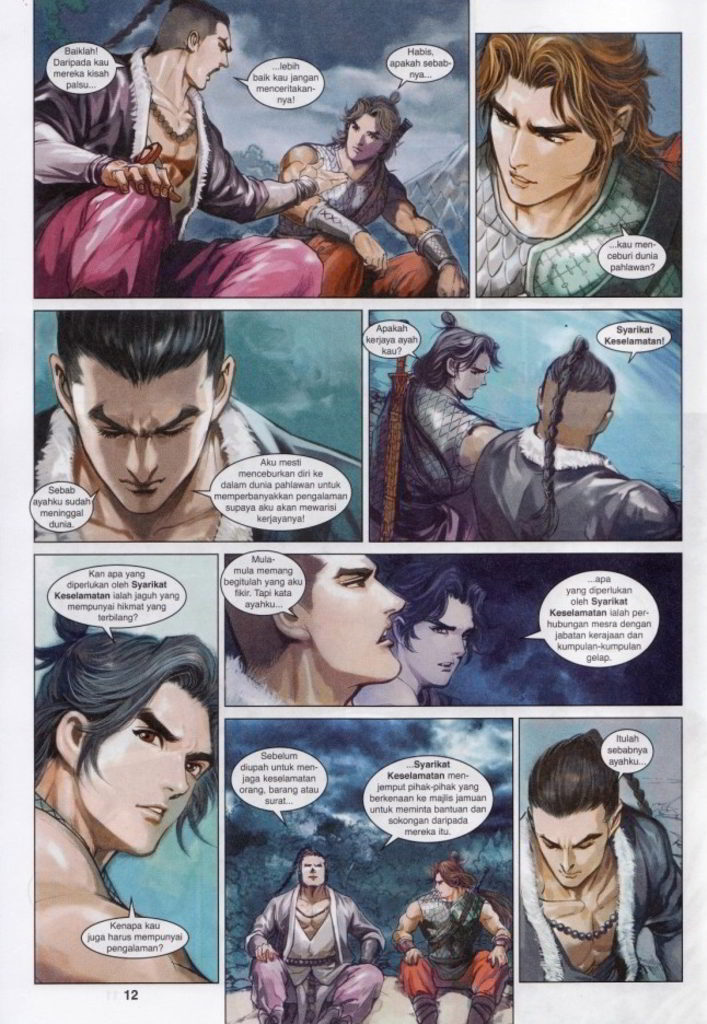 Baiklah!
Daripada kau
mereka kisah
palsu...
...lebih
baik kau jangan
menceritakan-
nya!
Habis,
apakah sebab-
nya...
...kau men-
ceburi dunia
pahlawan?
Sebab
ayahku sudah
meninggal
dunia.
Aku mesti
menceburkan diri ke
dalam dunia pahlawan untuk
memperbanyakkan pengalaman
supaya aku akan mewarisi
kerjayanya!
Apakah
kerjaya ayah
kau?
Syarikat
Keselamatan!
Kan apa yang
diperlukan oleh Syarikat
Keselamatan ialah jaguh yang
mempunyai hikmat yang
terbilang?
Kenapa kau
juga harus mempunyai
pengalaman?
Mula-
mula memang
begitulah yang aku
fikir. Tapi kata
ayahku...
...apa
yang diperlukan
oleh Syarikat
Keselamatan ialah per-
hubungan mesra dengan
jabatan kerajaan dan
kumpulan-kumpulan
gelap.
Sebelum
diupah untuk men-
jaga keselamatan
orang, barang atau
surat...
...Syarikat
Keselamatan men-
jemput pihak-pihak yang
berkenaan ke majlis jamuan
untuk meminta bantuan dan
sokongan daripada
mereka itu.
Itulah
sebabnya
ayahku...
12